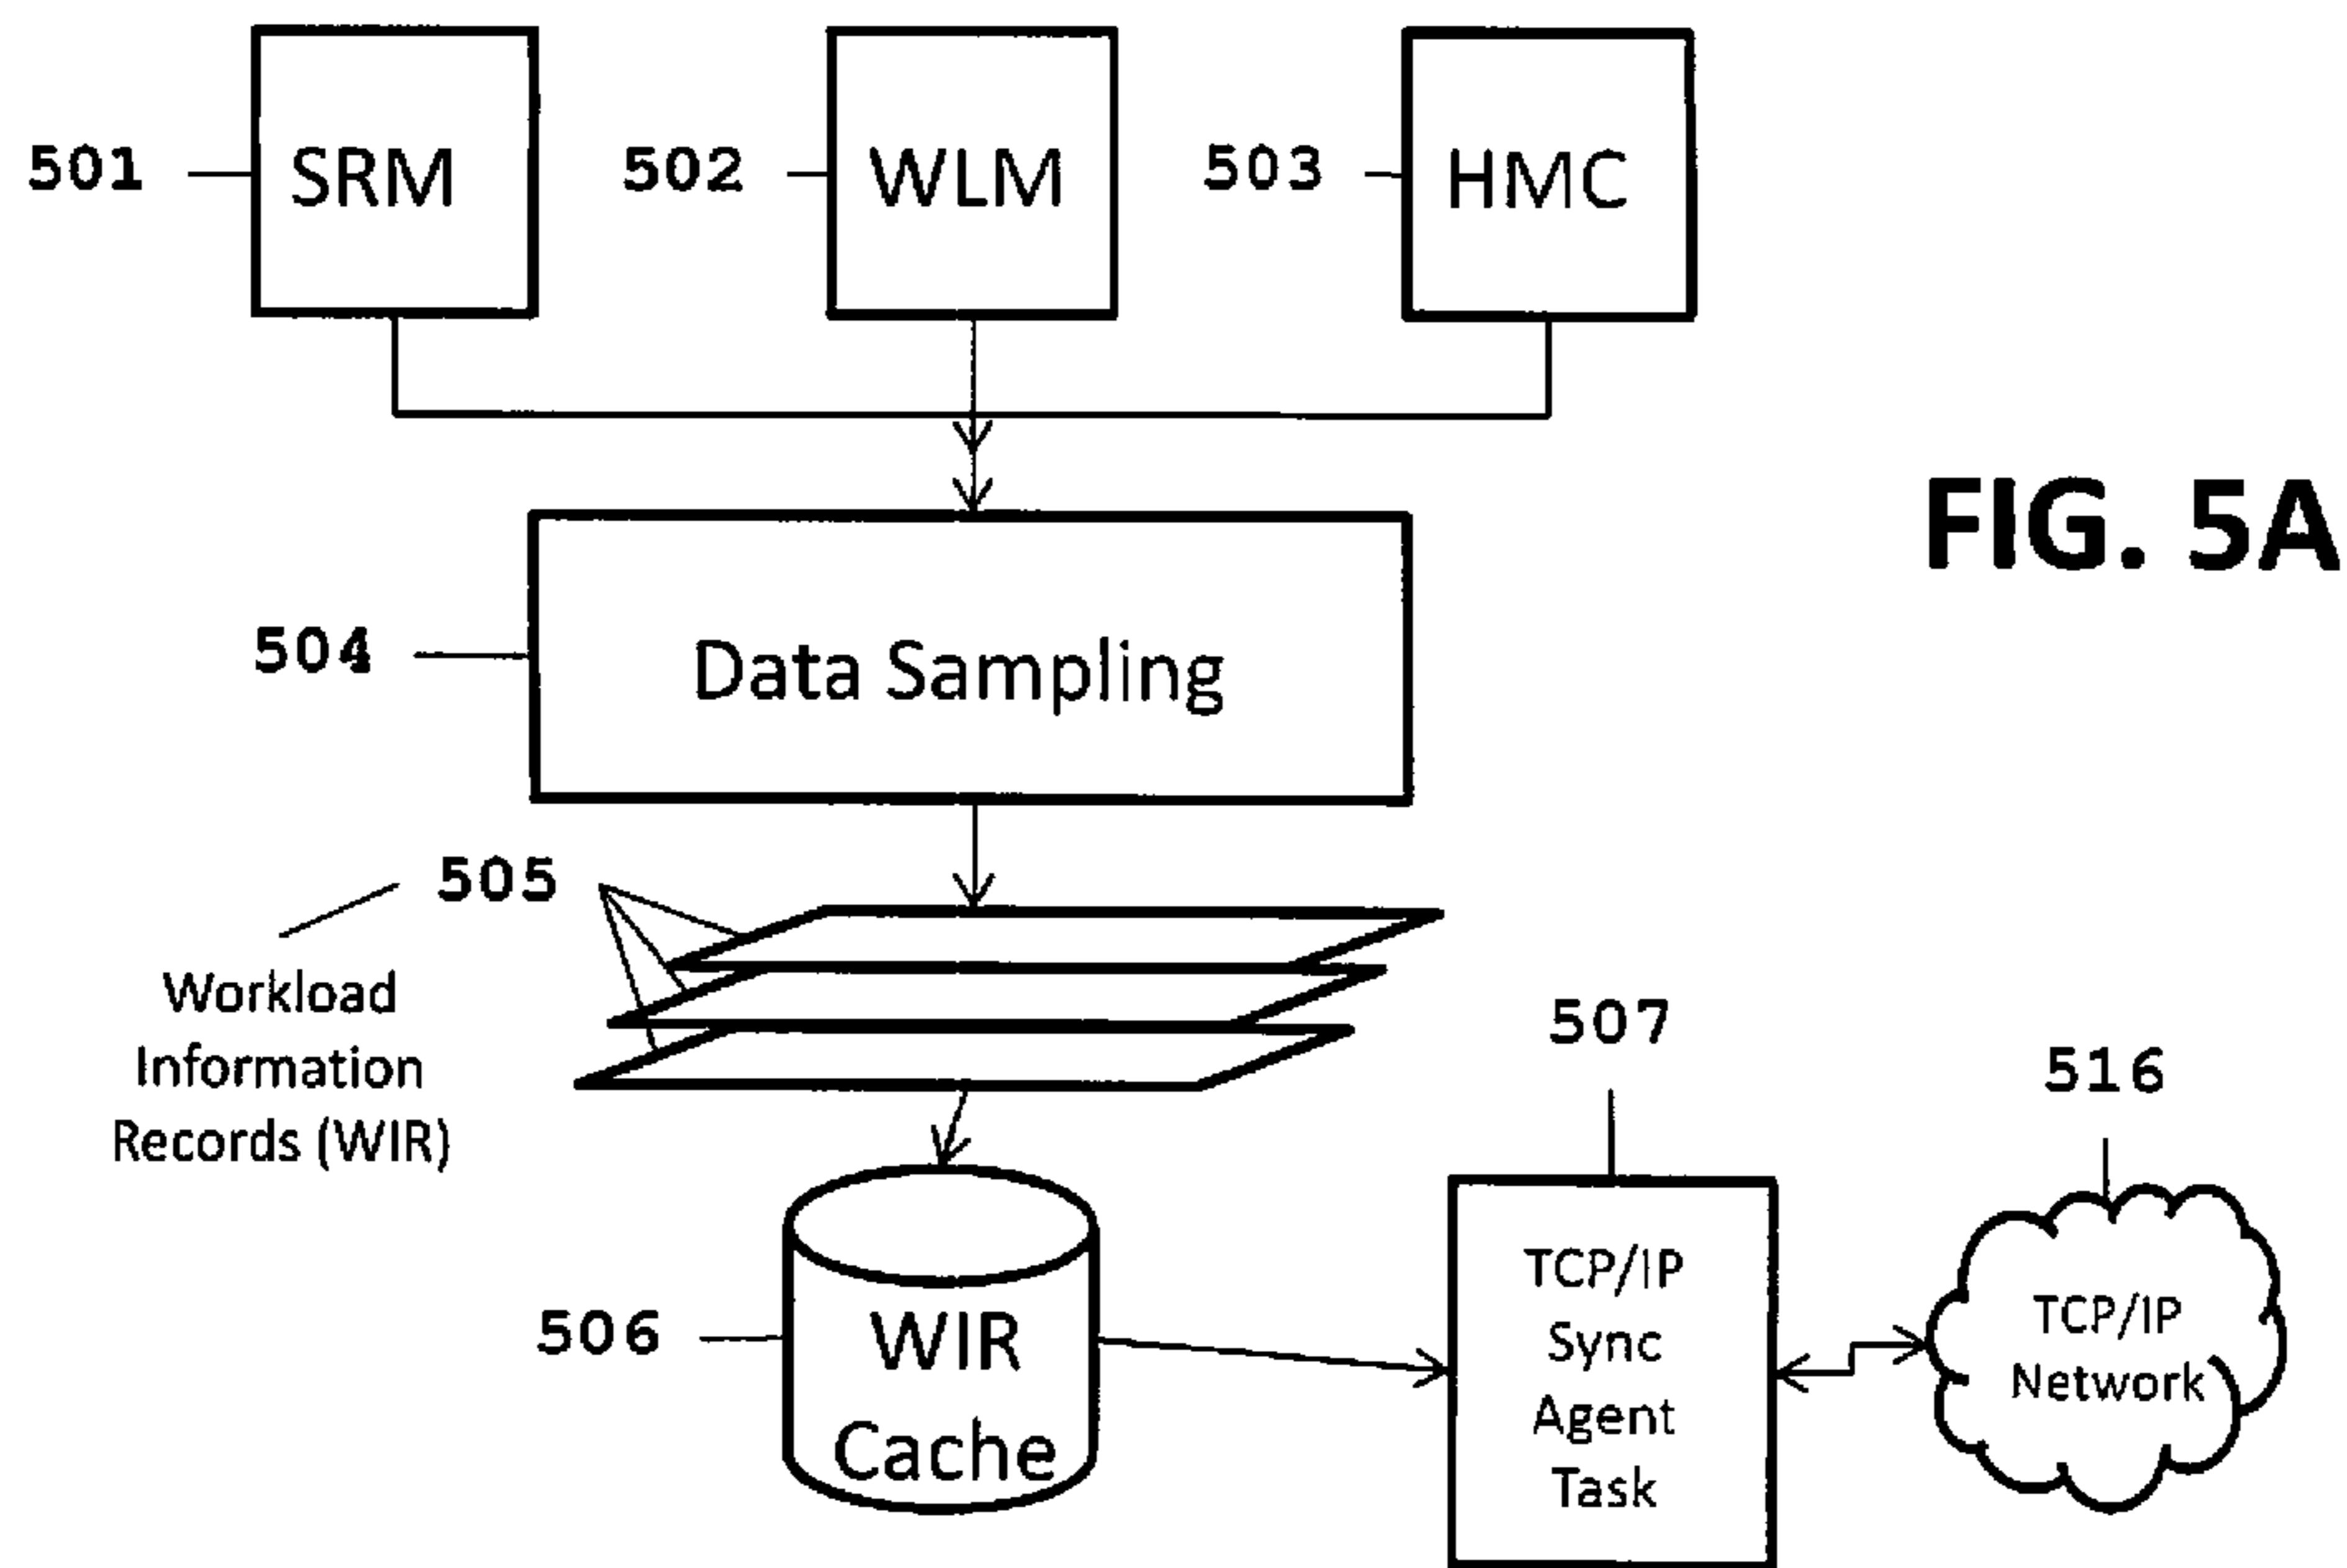 501
SRM
502
WLM
503
HMC
FIG. 5A
504
Data Sampling
505
Workload
Information
Records (WIR)
507
516
506
WIR
Cache
TCP/IP
Sync
Agent
Task
TCP/IP
Network